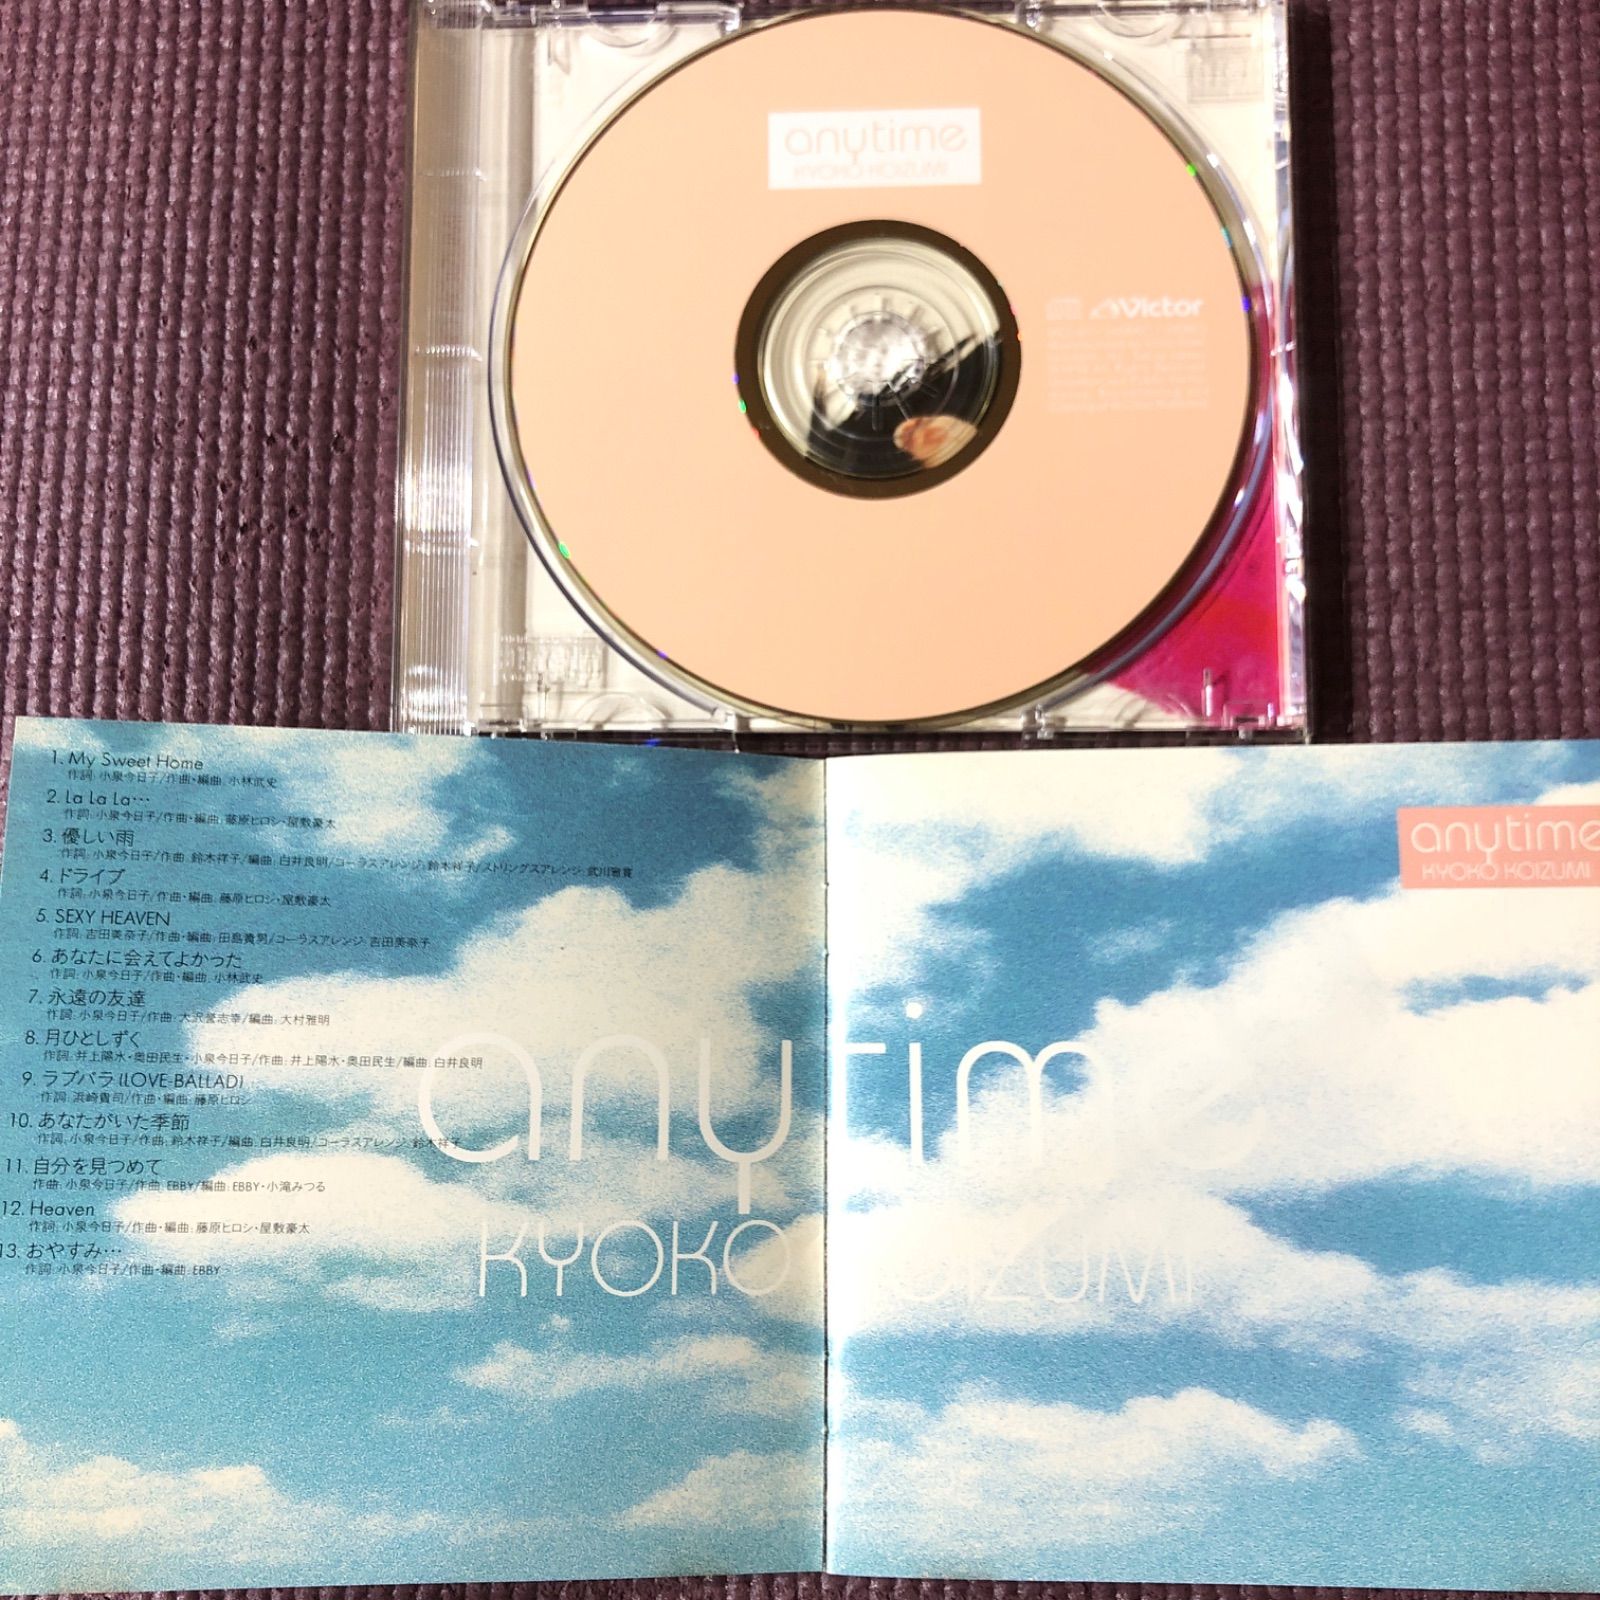 anytime
KYOKO KOIZUMI
Victor
1. My Sweet Home
作詞: 小泉今日子/作曲・編曲: 小林武史
2. La La La…
作詞: 小泉今日子/作曲・編曲: 藤原ヒロシ・屋敷豪太
3. 優しい雨
作詞: 小泉今日子/作曲: 鈴木祥子/編曲: 白井良明/コーラスアレンジ: 鈴木祥子/ストリングスアレンジ: 武川雅寛
4. ドライブ
作詞: 小泉今日子/作曲・編曲: 藤原ヒロシ・屋敷豪太
5. SEXY HEAVEN
作詞: 吉田美奈子/作曲・編曲: 田島貴男/コーラスアレンジ: 吉田美奈子
6. あなたに会えてよかった
作詞: 小泉今日子/作曲・編曲: 小林武史
7. 永遠の友達
作詞: 小泉今日子/作曲: 大沢誉志幸/編曲: 大村雅明
8. 月ひとしずく
作詞: 井上陽水・奥田民生・小泉今日子/作曲: 井上陽水・奥田民生/編曲: 白井良明
9. ラブバラ(LOVE BALLAD)
作詞: 浜崎貴司/作曲・編曲: 藤原ヒロシ
10. あなたがいた季節
作詞: 小泉今日子/作曲: 鈴木祥子/編曲: 白井良明/コーラスアレンジ: 鈴木祥子
11. 自分を見つめて
作曲: 小泉今日子/作曲: EBBY/編曲: EBBY・小滝みつる
12. Heaven
作詞: 小泉今日子/作曲・編曲: 藤原ヒロシ・屋敷豪太
13. おやすみ…
作詞: 小泉今日子/作曲・編曲: EBBY
anytime
KYOKO KOIZUMI
anytime
KYOKO KOIZUMI